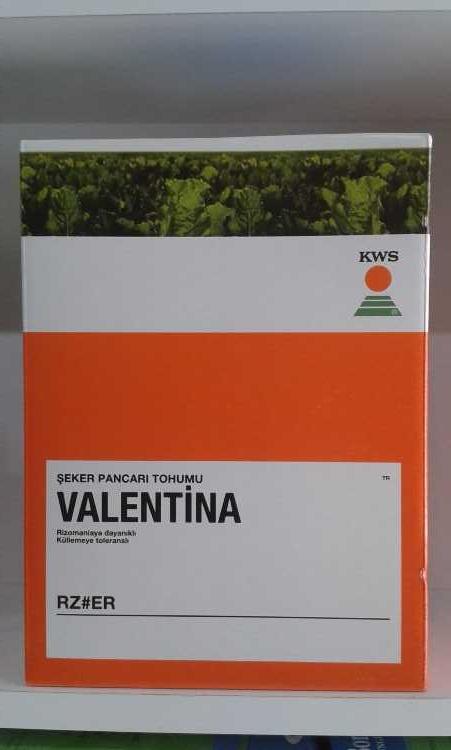 KWS
ŞEKER PANCARI TOHUMU
TR
VALENTİNA
Rizomaniaya dayanıklı
Küllemeye toleranslı
RZ#ER